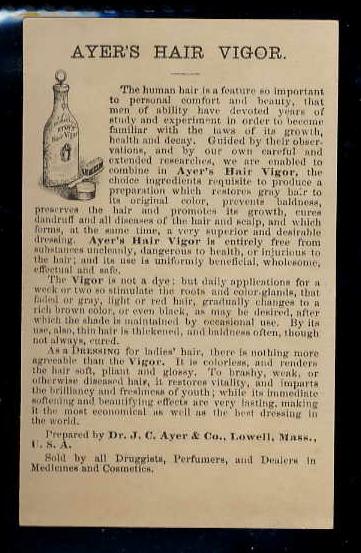 AYER'S HAIR VIGOR.
The human hair is a feature so important
to personal comfort and beauty, that
men of ability have devoted years of
study and experiment in order to become
familiar with the laws of its growth,
health and decay. Guided by their obser-
vations, and by our own careful and
extended researches, we are enabled to
combine in Ayer's Hair Vigor, the
choice ingredients requisite to produce a
preparation which restores gray hair to
its original color, prevents baldness,
preserves the hair and promotes its growth, cures
dandruff and all diseases of the hair and scalp, and which
forms, at the same time, a very superior and desirable
dressing. Ayer's Hair Vigor is entirely free from
substances uncleanly, dangerous to health, or injurious to
the hair; and its use is uniformly beneficial, wholesome,
effectual and safe.
The Vigor is not a dye; but daily applications for a
week or two so stimulate the roots and color-glands, that
faded or gray, light or red hair, gradually changes to a
rich brown color, or even black, as may be desired, after
which the shade is maintained by occasional use. By its
use, also, thin hair is thickened, and baldness often, though
not always, cured.
As a DRESSING for ladies' hair, there is nothing more
agreeable than the Vigor. It is colorless, and renders
the hair soft, pliant and glossy. To brashy, weak, or
otherwise diseased hair, it restores vitality, and imparts
the brilliancy and freshness of youth; while its immediate
softening and beautifying effects are very lasting, making
it the most economical as well as the best dressing in
the world.
Prepared by Dr. J. C. Ayer & Co., Lowell, Mass.,
U. S. A.
Sold by all Druggists, Perfumers, and Dealers in
Medicines and Cosmetics.